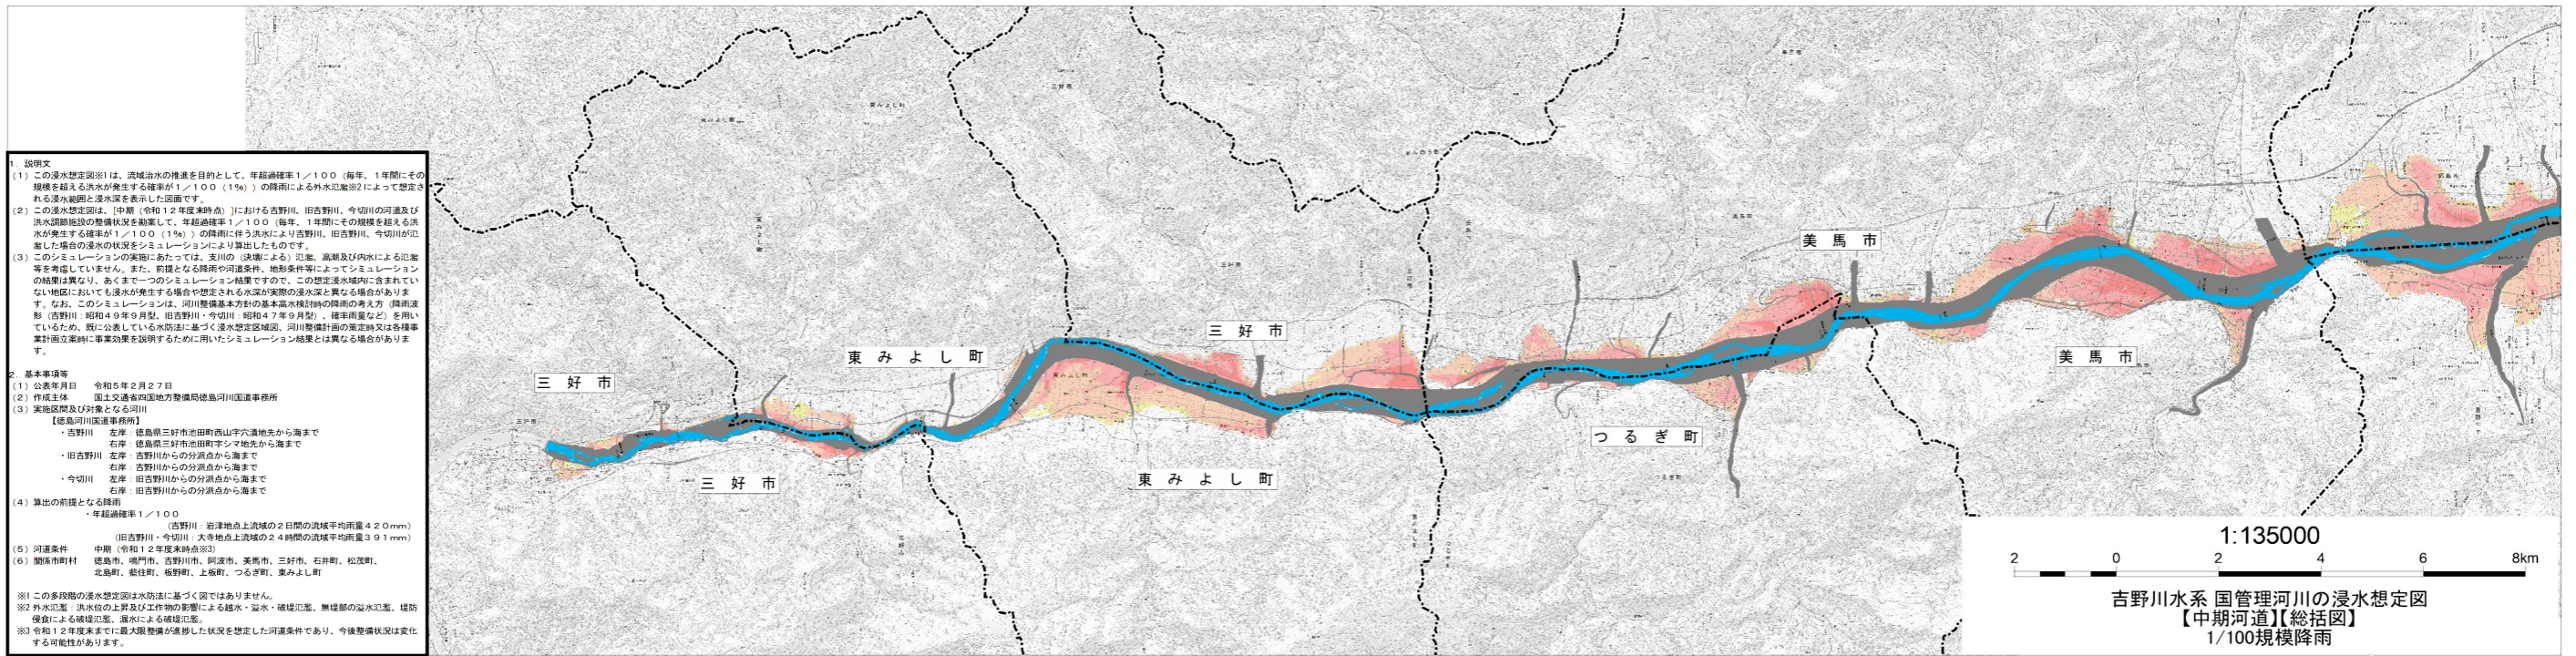 1. 説明文
(1) この浸水想定図※1は、流域治水の推進を目的として、年超過確率1／100（毎年、1年間にその
規模を超える洪水が発生する確率が1／100（1%））の降雨による外水氾濫※2によって想定さ
れる浸水範囲と浸水深を表示した図面です。
(2) この浸水想定図は、[中期（令和12年度末時点）]における吉野川、旧吉野川、今切川の河道及び
洪水調節施設の整備状況を勘案して、年超過確率1／100（毎年、1年間にその規模を超える洪
水が発生する確率が1／100（1%））の降雨に伴う洪水により吉野川、旧吉野川、今切川が氾
濫した場合の浸水の状況をシミュレーションにより算出したものです。
(3) このシミュレーションの実施にあたっては、支川の（決壊による）氾濫、高潮及び内水による氾濫
等を考慮していません。また、前提となる降雨や河道条件、地形条件等によってシミュレーション
の結果は異なり、あくまで一つのシミュレーション結果ですので、この想定浸水域内に含まれてい
ない地区においても浸水が発生する場合や想定される水深が実際の浸水深と異なる場合がありま
す。なお、このシミュレーションは、河川整備基本方針の基本高水検討時の降雨の考え方（降雨波
形（吉野川：昭和49年9月型、旧吉野川・今切川：昭和47年9月型）、確率雨量など）を用い
ているため、既に公表している水防法に基づく浸水想定区域図、河川整備計画の策定時又は各種事
業計画立案時に事業効果を説明するために用いたシミュレーション結果とは異なる場合がありま
す。
2. 基本事項等
(1) 公表年月日 令和5年2月27日
(2) 作成主体 国土交通省四国地方整備局徳島河川国道事務所
(3) 実施区間及び対象となる河川
【徳島河川国道事務所】
・吉野川 左岸：徳島県三好市池田町西山字穴漬地先から海まで
右岸：徳島県三好市池田町字シマ地先から海まで
・旧吉野川 左岸：吉野川からの分派点から海まで
右岸：吉野川からの分派点から海まで
・今切川 左岸：旧吉野川からの分派点から海まで
右岸：旧吉野川からの分派点から海まで
(4) 算出の前提となる降雨
・年超過確率1／100
（吉野川：岩津地点上流域の2日間の流域平均雨量420mm）
（旧吉野川・今切川：大寺地点上流域の24時間の流域平均雨量391mm）
(5) 河道条件 中期（令和12年度末時点※3）
(6) 関係市町村 徳島市、鳴門市、吉野川市、阿波市、美馬市、三好市、石井町、松茂町、
北島町、藍住町、板野町、上板町、つるぎ町、東みよし町
※1 この多段階の浸水想定図は水防法に基づく図ではありません。
※2 外水氾濫：洪水位の上昇及び工作物の影響による越水・溢水・破堤氾濫、無堤部の溢水氾濫、堤防
侵食による破堤氾濫、漏水による破堤氾濫。
※3 令和12年度末までに最大限整備が進捗した状況を想定した河道条件であり、今後整備状況は変化
する可能性があります。
三好市
東みよし町
三好市
美馬市
三好市
東みよし町
つるぎ町
美馬市
1:135000
2 0 2 4 6 8km
吉野川水系 国管理河川の浸水想定図
【中期河道】【総括図】
1/100規模降雨